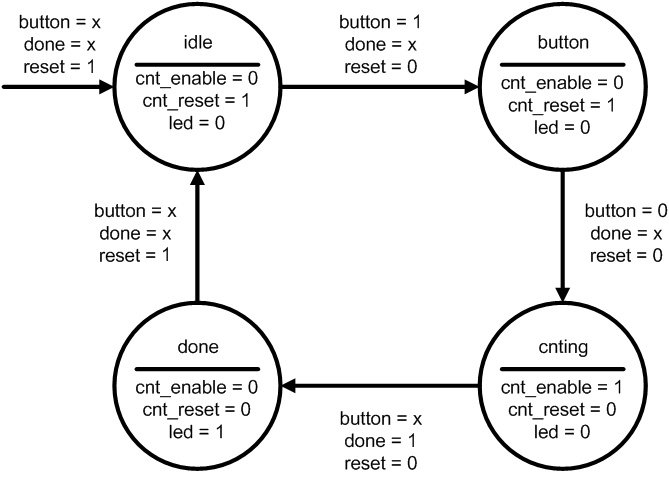 button = x
done = x
reset = 1
idle
cnt_enable = 0
cnt_reset = 1
led = 0
button = 1
done = x
reset = 0
button
cnt_enable = 0
cnt_reset = 1
led = 0
button = x
done = x
reset = 1
button = 0
done = x
reset = 0
done
cnt_enable = 0
cnt_reset = 0
led = 1
button = x
done = 1
reset = 0
cnting
cnt_enable = 1
cnt_reset = 0
led = 0